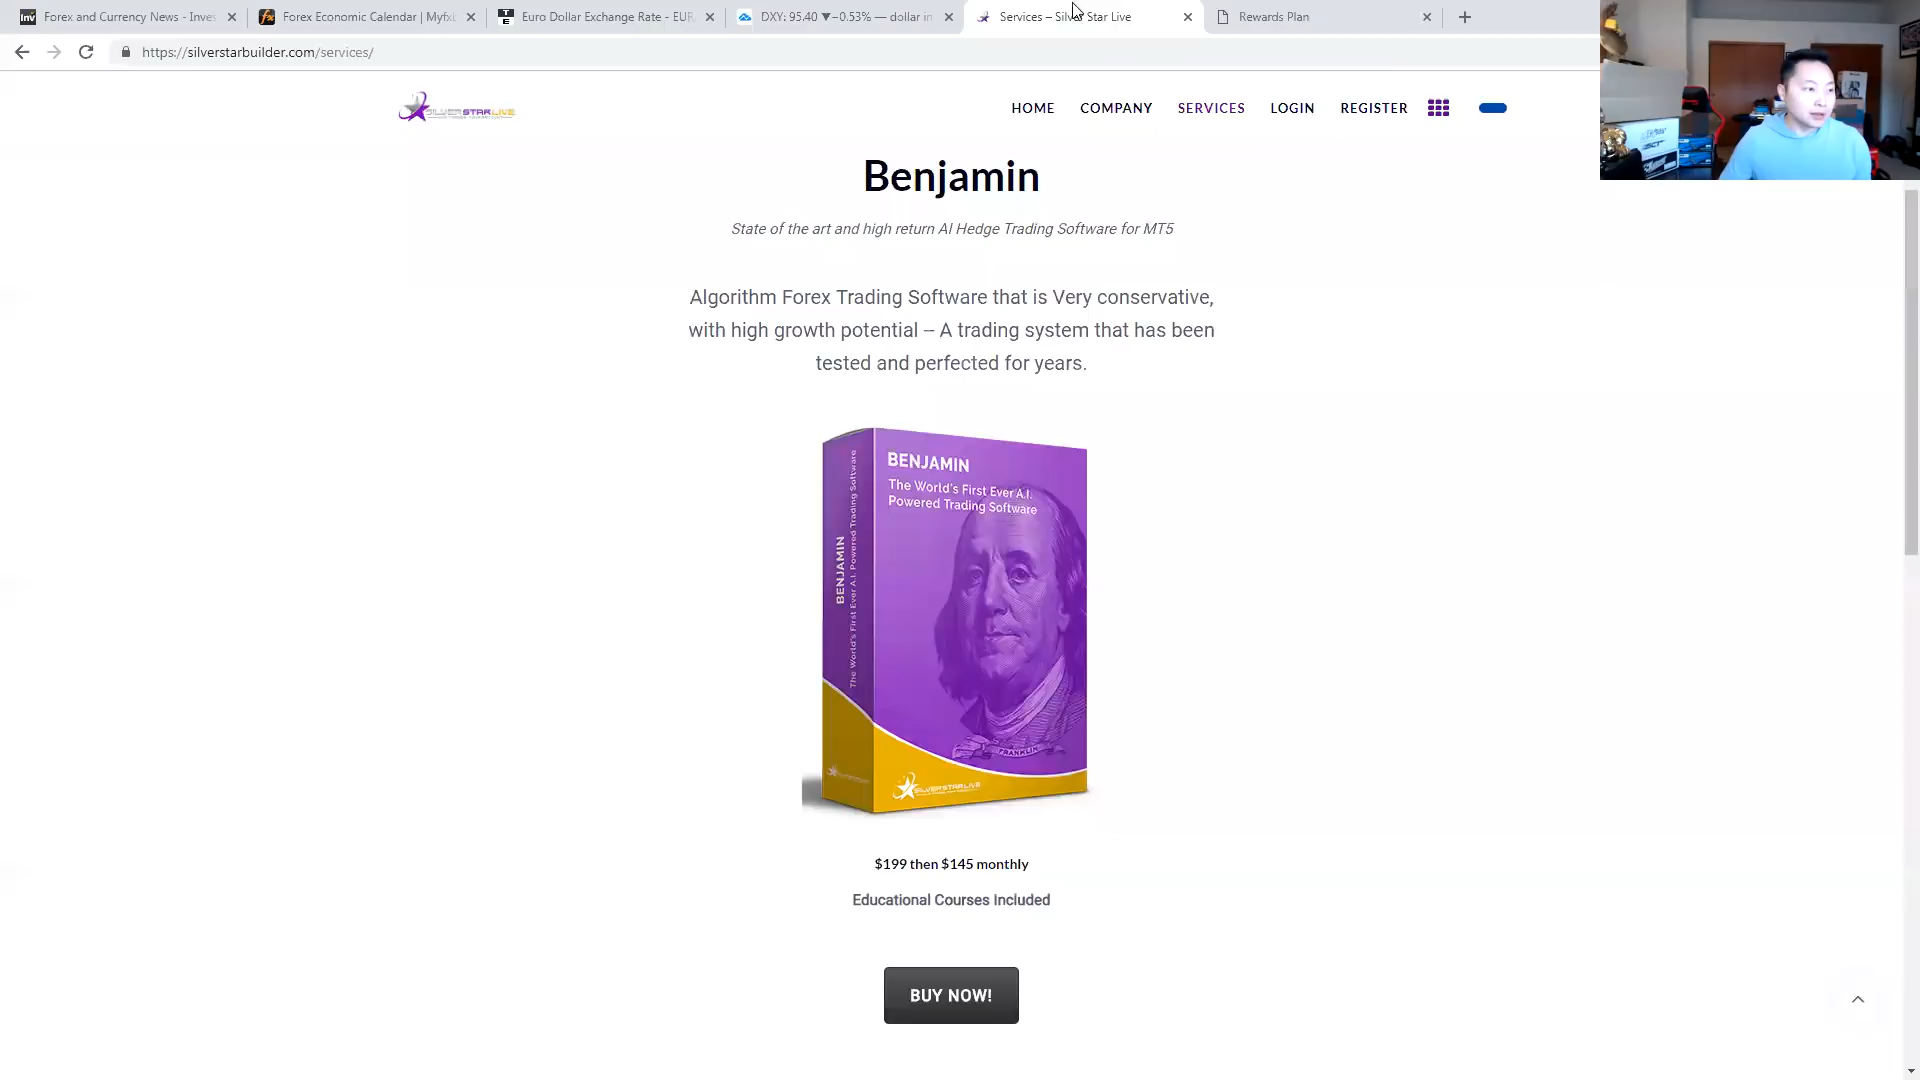 Forex and Currency News - Inves
Forex Economic Calendar | Myfx
Euro Dollar Exchange Rate - EUR
DXY: 95.40 ▼−0.53% — dollar in
Services – Silver Star Live
Rewards Plan
https://silverstarbuilder.com/services/
SILVERSTARLIVE
HOME
COMPANY
SERVICES
LOGIN
REGISTER
Benjamin
State of the art and high return AI Hedge Trading Software for MT5
Algorithm Forex Trading Software that is Very conservative,
with high growth potential -- A trading system that has been
tested and perfected for years.
BENJAMIN
The World's First Ever A.I.
Powered Trading Software
BENJAMIN
The World's First Ever A.I. Powered Trading Software
FRANKLIN
SILVERSTARLIVE
$199 then $145 monthly
Educational Courses Included
BUY NOW!